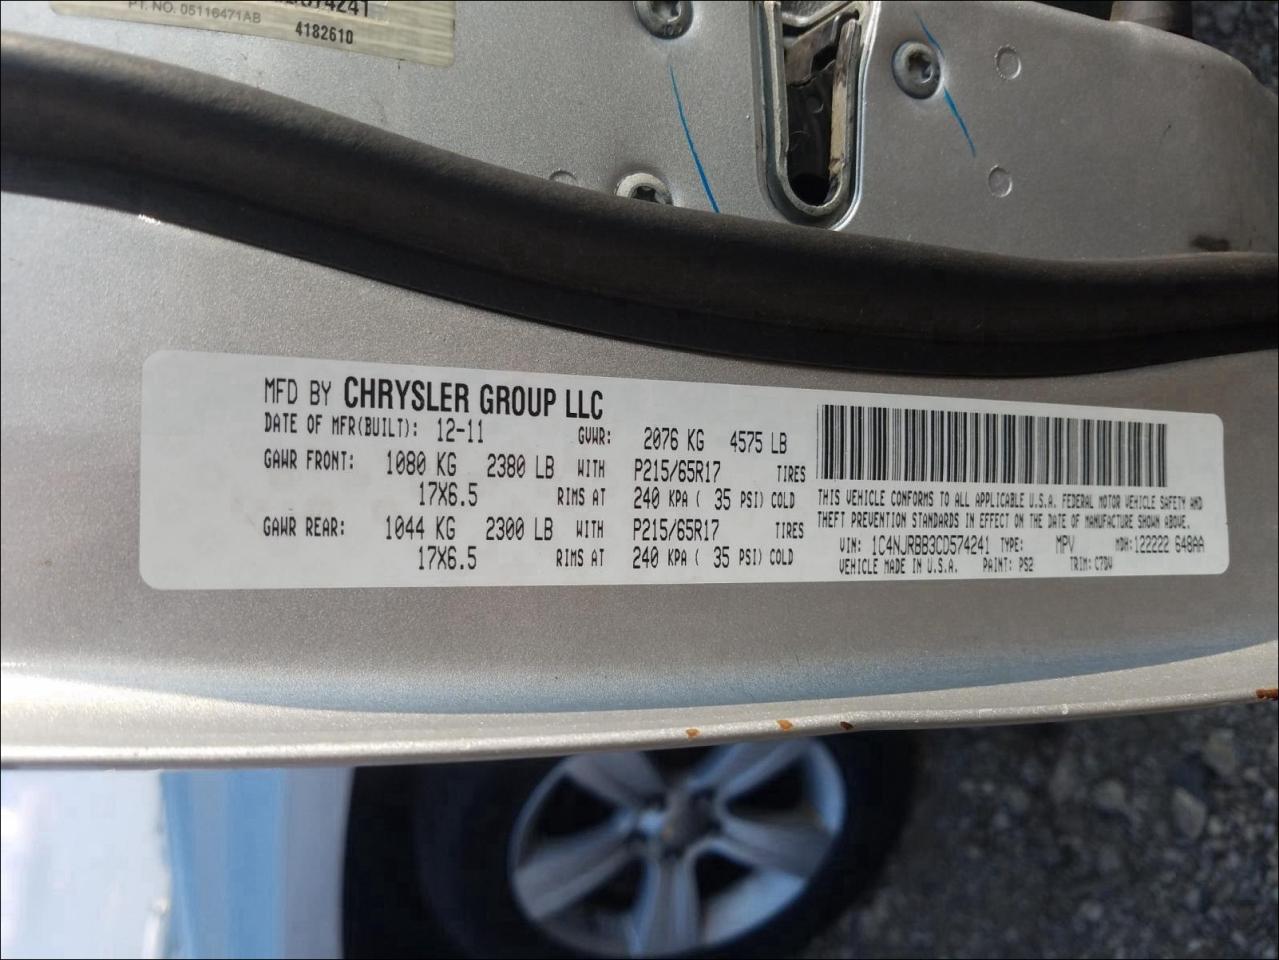 PT. NO. 05116471AB
4182610
MFD BY CHRYSLER GROUP LLC
DATE OF MFR(BUILT): 12-11 GVWR: 2076 KG 4575 LB
GAWR FRONT: 1080 KG 2380 LB WITH P215/65R17 TIRES
17X6.5 RIMS AT 240 KPA ( 35 PSI) COLD
GAWR REAR: 1044 KG 2300 LB WITH P215/65R17 TIRES
17X6.5 RIMS AT 240 KPA ( 35 PSI) COLD
THIS VEHICLE CONFORMS TO ALL APPLICABLE U.S.A. FEDERAL MOTOR VEHICLE SAFETY AND
THEFT PREVENTION STANDARDS IN EFFECT ON THE DATE OF MANUFACTURE SHOWN ABOVE.
VIN: 1C4NJRBB3CD574241 TYPE: MPV MDH: 122222 648AA
VEHICLE MADE IN U.S.A. PAINT: PS2 TRIM: C7DV